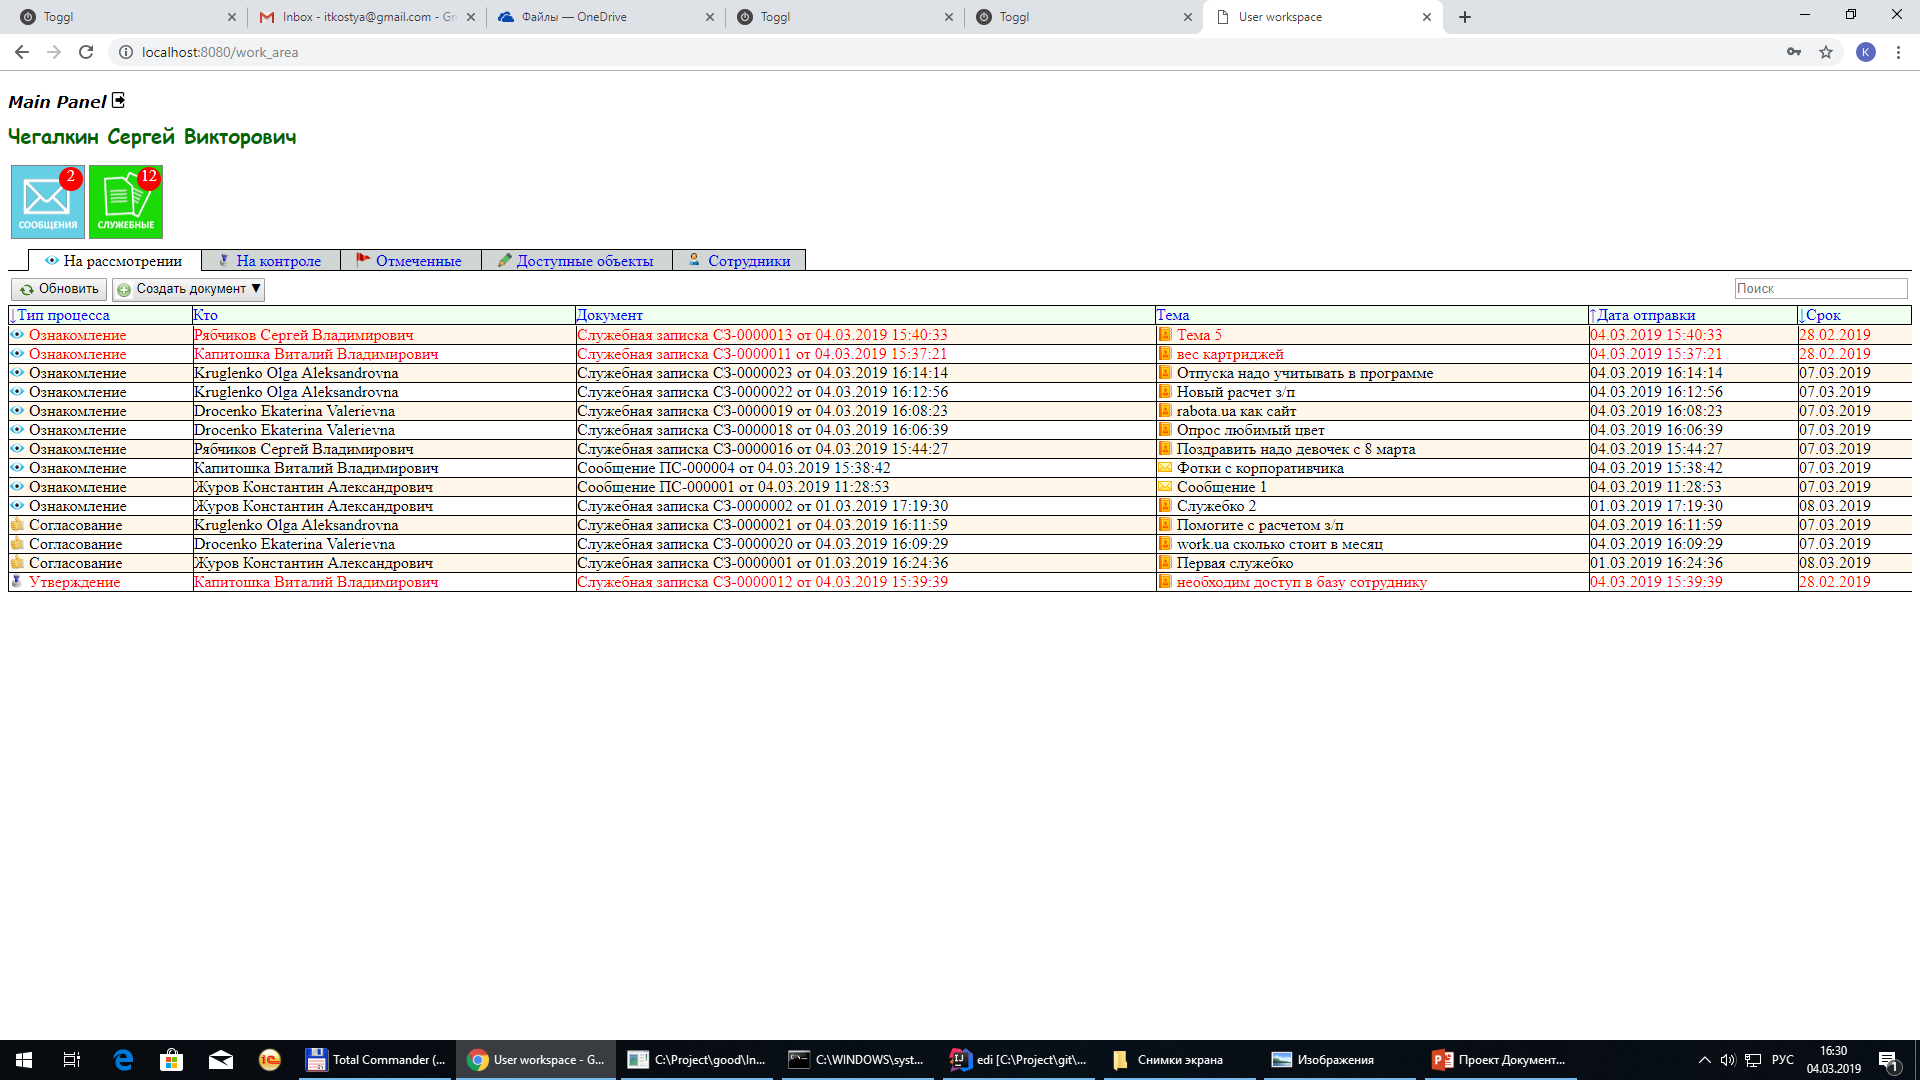 Toggl Inbox - itkostya@gmail.com - Gm Файлы — OneDrive Toggl Toggl User workspace
localhost:8080/work_area K
Main Panel
Чегалкин Сергей Викторович
2 12
СООБЩЕНИЯ СЛУЖЕБНЫЕ
На рассмотрении На контроле Отмеченные Доступные объекты Сотрудники
Обновить Создать документ ▼ Поиск
↓Тип процесса Кто Документ Тема ↑Дата отправки ↓Срок
Ознакомление Рябчиков Сергей Владимирович Служебная записка СЗ-0000013 от 04.03.2019 15:40:33 Тема 5 04.03.2019 15:40:33 28.02.2019
Ознакомление Капитошка Виталий Владимирович Служебная записка СЗ-0000011 от 04.03.2019 15:37:21 вес картриджей 04.03.2019 15:37:21 28.02.2019
Ознакомление Kruglenko Olga Aleksandrovna Служебная записка СЗ-0000023 от 04.03.2019 16:14:14 Отпуска надо учитывать в программе 04.03.2019 16:14:14 07.03.2019
Ознакомление Kruglenko Olga Aleksandrovna Служебная записка СЗ-0000022 от 04.03.2019 16:12:56 Новый расчет з/п 04.03.2019 16:12:56 07.03.2019
Ознакомление Drocenko Ekaterina Valerievna Служебная записка СЗ-0000019 от 04.03.2019 16:08:23 rabota.ua как сайт 04.03.2019 16:08:23 07.03.2019
Ознакомление Drocenko Ekaterina Valerievna Служебная записка СЗ-0000018 от 04.03.2019 16:06:39 Опрос любимый цвет 04.03.2019 16:06:39 07.03.2019
Ознакомление Рябчиков Сергей Владимирович Служебная записка СЗ-0000016 от 04.03.2019 15:44:27 Поздравить надо девочек с 8 марта 04.03.2019 15:44:27 07.03.2019
Ознакомление Капитошка Виталий Владимирович Сообщение ПС-000004 от 04.03.2019 15:38:42 Фотки с корпоративчика 04.03.2019 15:38:42 07.03.2019
Ознакомление Журов Константин Александрович Сообщение ПС-000001 от 04.03.2019 11:28:53 Сообщение 1 04.03.2019 11:28:53 07.03.2019
Ознакомление Журов Константин Александрович Служебная записка СЗ-0000002 от 01.03.2019 17:19:30 Служебко 2 01.03.2019 17:19:30 08.03.2019
Согласование Kruglenko Olga Aleksandrovna Служебная записка СЗ-0000021 от 04.03.2019 16:11:59 Помогите с расчетом з/п 04.03.2019 16:11:59 07.03.2019
Согласование Drocenko Ekaterina Valerievna Служебная записка СЗ-0000020 от 04.03.2019 16:09:29 work.ua сколько стоит в месяц 04.03.2019 16:09:29 07.03.2019
Согласование Журов Константин Александрович Служебная записка СЗ-0000001 от 01.03.2019 16:24:36 Первая служебко 01.03.2019 16:24:36 08.03.2019
Утверждение Капитошка Виталий Владимирович Служебная записка СЗ-0000012 от 04.03.2019 15:39:39 необходим доступ в базу сотруднику 04.03.2019 15:39:39 28.02.2019
Total Commander (... User workspace - G... C:\Project\good\In... C:\WINDOWS\syst... edi [C:\Project\git\... Снимки экрана Изображения Проект Документ... РУС 16:30
04.03.2019 1